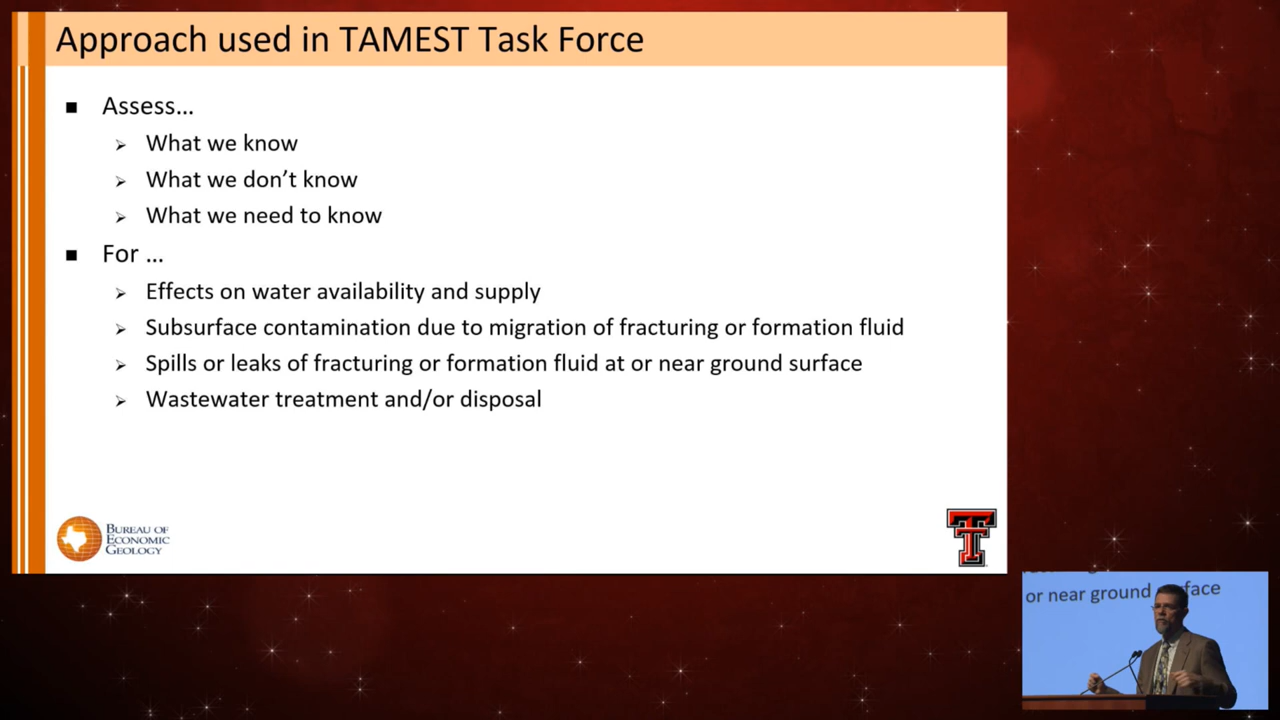 Approach used in TAMEST Task Force
■ Assess…
➢ What we know
➢ What we don’t know
➢ What we need to know
■ For …
➢ Effects on water availability and supply
➢ Subsurface contamination due to migration of fracturing or formation fluid
➢ Spills or leaks of fracturing or formation fluid at or near ground surface
➢ Wastewater treatment and/or disposal
BUREAU OF
ECONOMIC
GEOLOGY
T
or near ground face